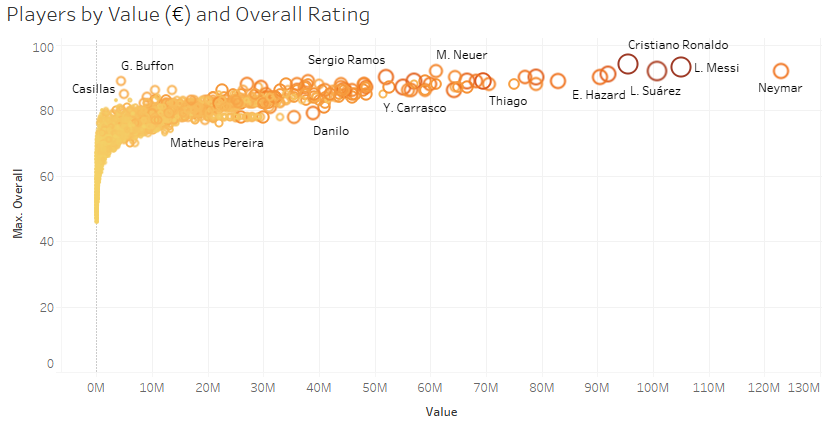 Players by Value (€) and Overall Rating
100
80
60
40
20
0
Max. Overall
Cristiano Ronaldo
M. Neuer
Sergio Ramos
G. Buffon
L. Messi
Casillas
Neymar
E. Hazard
L. Suárez
Thiago
Y. Carrasco
Danilo
Matheus Pereira
0M 10M 20M 30M 40M 50M 60M 70M 80M 90M 100M 110M 120M 130M
Value